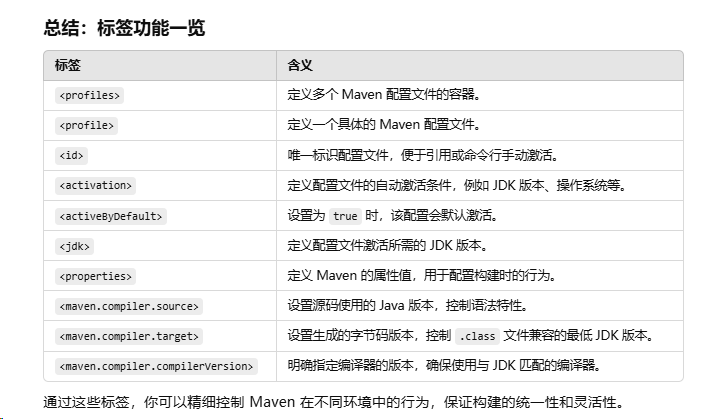 总结：标签功能一览
标签 含义
<profiles> 定义多个 Maven 配置文件的容器。
<profile> 定义一个具体的 Maven 配置文件。
<id> 唯一标识配置文件，便于引用或命令行手动激活。
<activation> 定义配置文件的自动激活条件，例如 JDK 版本、操作系统等。
<activeByDefault> 设置为 true 时，该配置会默认激活。
<jdk> 定义配置文件激活所需的 JDK 版本。
<properties> 定义 Maven 的属性值，用于配置构建时的行为。
<maven.compiler.source> 设置源码使用的 Java 版本，控制语法特性。
<maven.compiler.target> 设置生成的字节码版本，控制 .class 文件兼容的最低 JDK 版本。
<maven.compiler.compilerVersion> 明确指定编译器的版本，确保使用与 JDK 匹配的编译器。
通过这些标签，你可以精细控制 Maven 在不同环境中的行为，保证构建的统一性和灵活性。